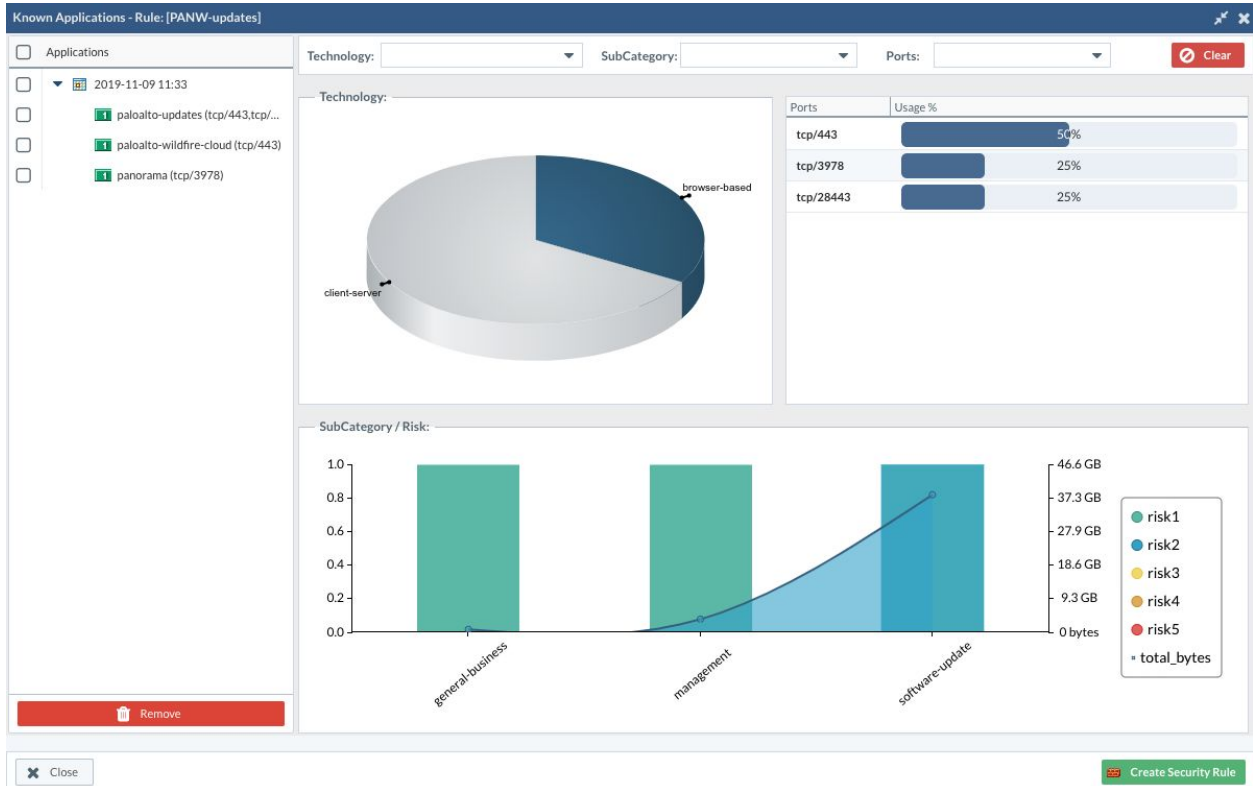 Known Applications - Rule: [PANW-updates]
Applications
2019-11-09 11:33
1 paloalto-updates (tcp/443,tcp/...
1 paloalto-wildfire-cloud (tcp/443)
1 panorama (tcp/3978)
Remove
Technology: SubCategory: Ports: Clear
Technology:
browser-based
client-server
Ports Usage %
tcp/443 50%
tcp/3978 25%
tcp/28443 25%
SubCategory / Risk:
1.0
0.8
0.6
0.4
0.2
0.0
46.6 GB
37.3 GB
27.9 GB
18.6 GB
9.3 GB
0 bytes
general-business
management
software-update
risk1
risk2
risk3
risk4
risk5
total_bytes
Close
Create Security Rule